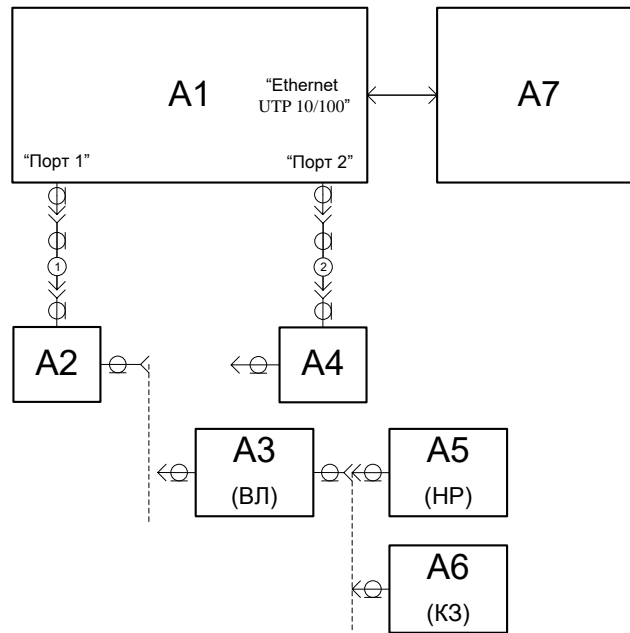 A1
“Ethernet
UTP 10/100”
A7
“Порт 1”
“Порт 2”
1
2
A2
A4
A3
(ВЛ)
A5
(НР)
A6
(КЗ)